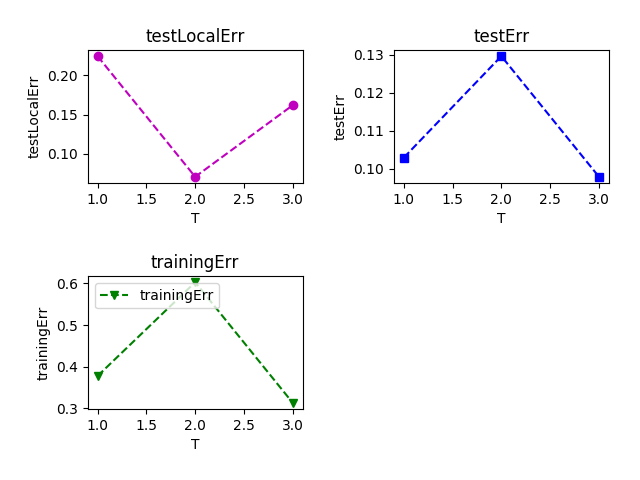 testLocalErr
testLocalErr
0.20
0.15
0.10
1.0 1.5 2.0 2.5 3.0
T
testErr
testErr
0.13
0.12
0.11
0.10
1.0 1.5 2.0 2.5 3.0
T
trainingErr
trainingErr
trainingErr
0.6
0.5
0.4
0.3
1.0 1.5 2.0 2.5 3.0
T